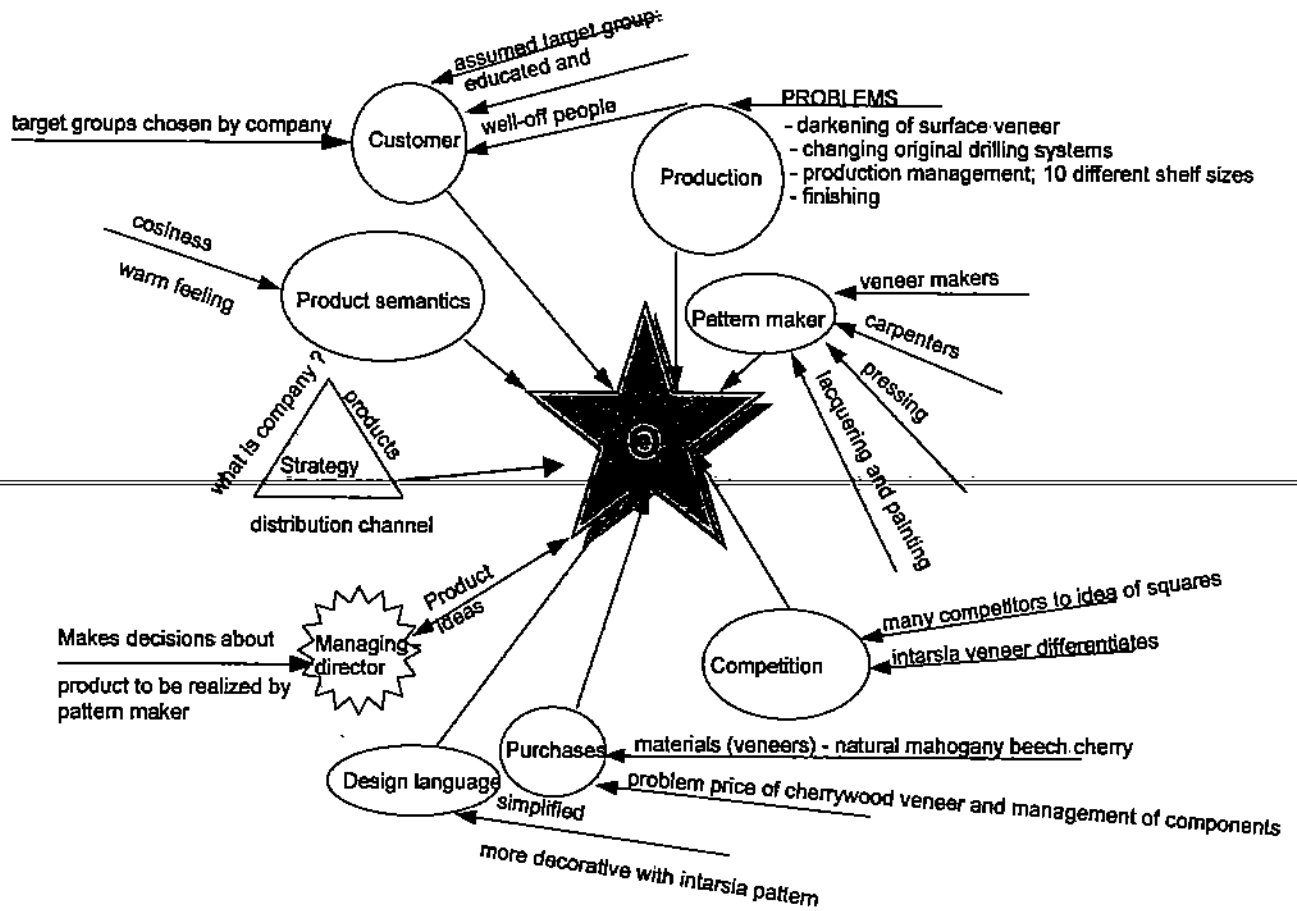 assumed target group:
educated and
well-off people
target groups chosen by company
Customer
PROBLEMS
- darkening of surface veneer
- changing original drilling systems
- production management; 10 different shelf sizes
- finishing
Production
cosiness
warm feeling
Product semantics
veneer makers
Pattern maker
carpenters
pressing
lacquering and painting
what is company ?
products
Strategy
distribution channel
Product
ideas
Makes decisions about
product to be realized by
pattern maker
Managing
director
many competitors to idea of squares
intarsia veneer differentiates
Competition
Purchases
materials (veneers) - natural mahogany beech cherry
problem price of cherrywood veneer and management of components
Design language
simplified
more decorative with intarsia pattern